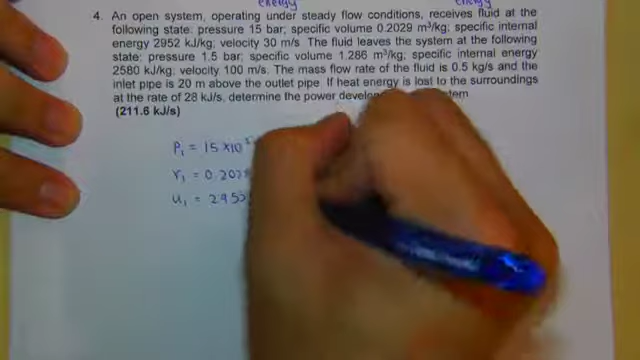 energy energy
4. An open system, operating under steady flow conditions, receives fluid at the
following state: pressure 15 bar; specific volume 0.2029 m³/kg; specific internal
energy 2952 kJ/kg; velocity 30 m/s. The fluid leaves the system at the following
state: pressure 1.5 bar; specific volume 1.286 m³/kg; specific internal energy
2580 kJ/kg; velocity 100 m/s. The mass flow rate of the fluid is 0.5 kg/s and the
inlet pipe is 20 m above the outlet pipe. If heat energy is lost to the surroundings
at the rate of 28 kJ/s, determine the power
(211.6 kJ/s)
P₁ = 15 ×10
V₁ = 0.202
u₁ = 295